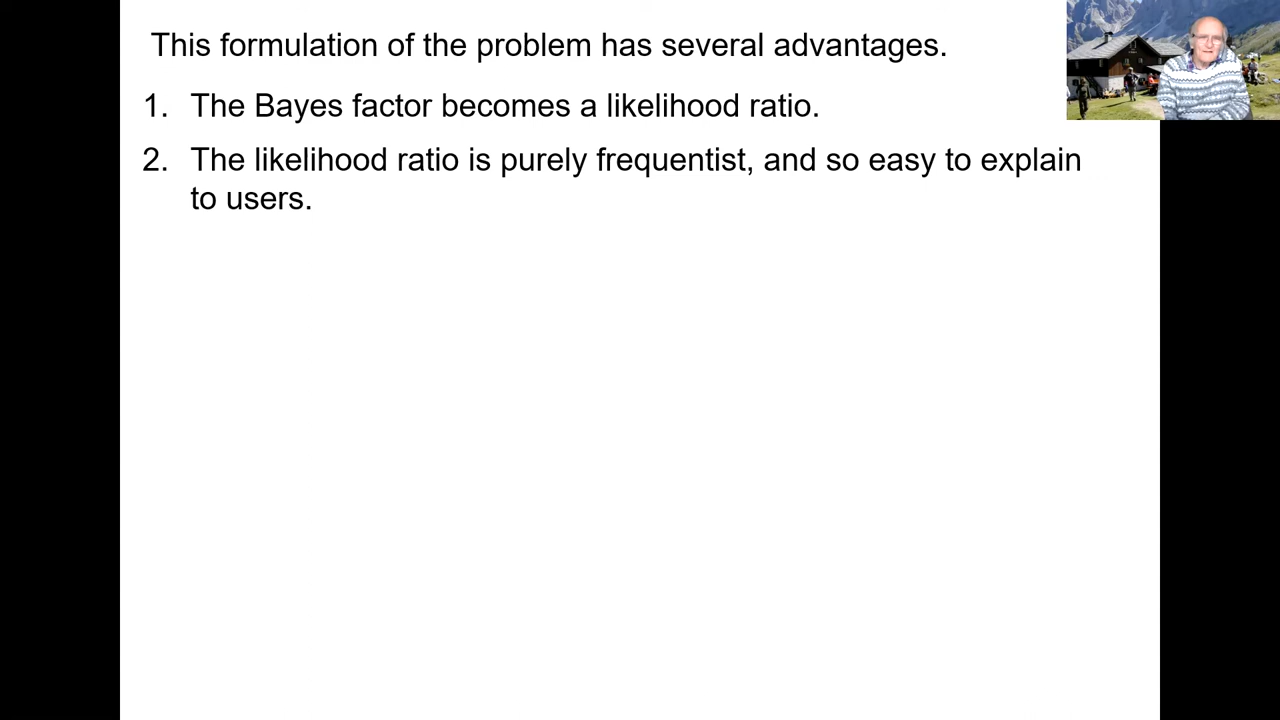 This formulation of the problem has several advantages.
1. The Bayes factor becomes a likelihood ratio.
2. The likelihood ratio is purely frequentist, and so easy to explain
to users.